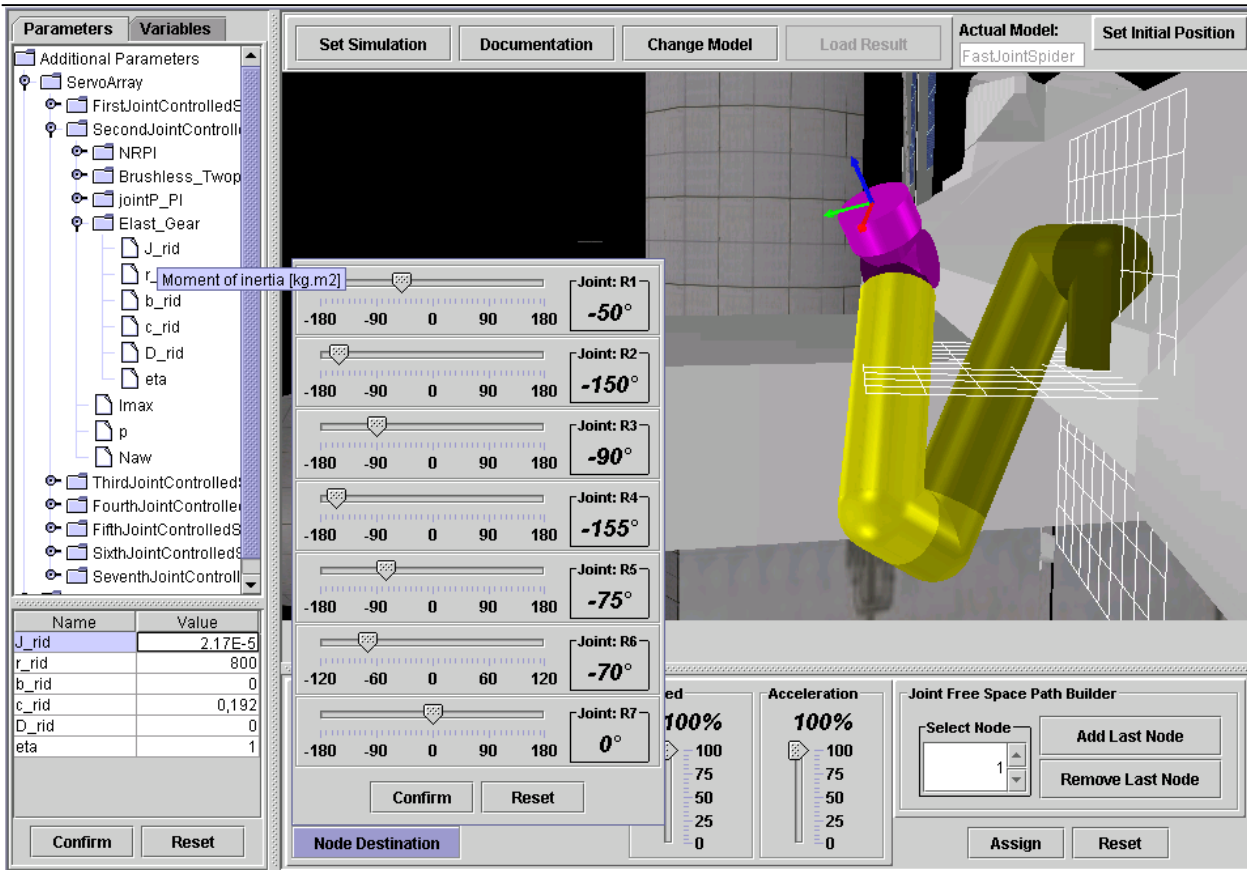 Parameters Variables
Set Simulation Documentation Change Model Load Result Actual Model: FastJointSpider Set Initial Position
Additional Parameters
ServoArray
FirstJointControlledS
SecondJointControll
NRPI
Brushless_Twop
jointP_PI
Elast_Gear
J_rid
r_
Moment of inertia [kg.m2]
b_rid
c_rid
D_rid
eta
Imax
p
Naw
ThirdJointControlled
FourthJointControlle
FifthJointControlledS
SixthJointControlledS
SeventhJointControll
Name Value
J_rid 2.17E-5
r_rid 800
b_rid 0
c_rid 0,192
D_rid 0
eta 1
Confirm Reset
Joint: R1
-180 -90 0 90 180 -50°
Joint: R2
-180 -90 0 90 180 -150°
Joint: R3
-180 -90 0 90 180 -90°
Joint: R4
-180 -90 0 90 180 -155°
Joint: R5
-180 -90 0 90 180 -75°
Joint: R6
-120 -60 0 60 120 -70°
Joint: R7
-180 -90 0 90 180 0°
Confirm Reset
Node Destination
ed
100%
100
75
50
25
0
Acceleration
100%
100
75
50
25
0
Joint Free Space Path Builder
Select Node
1
Add Last Node
Remove Last Node
Assign Reset